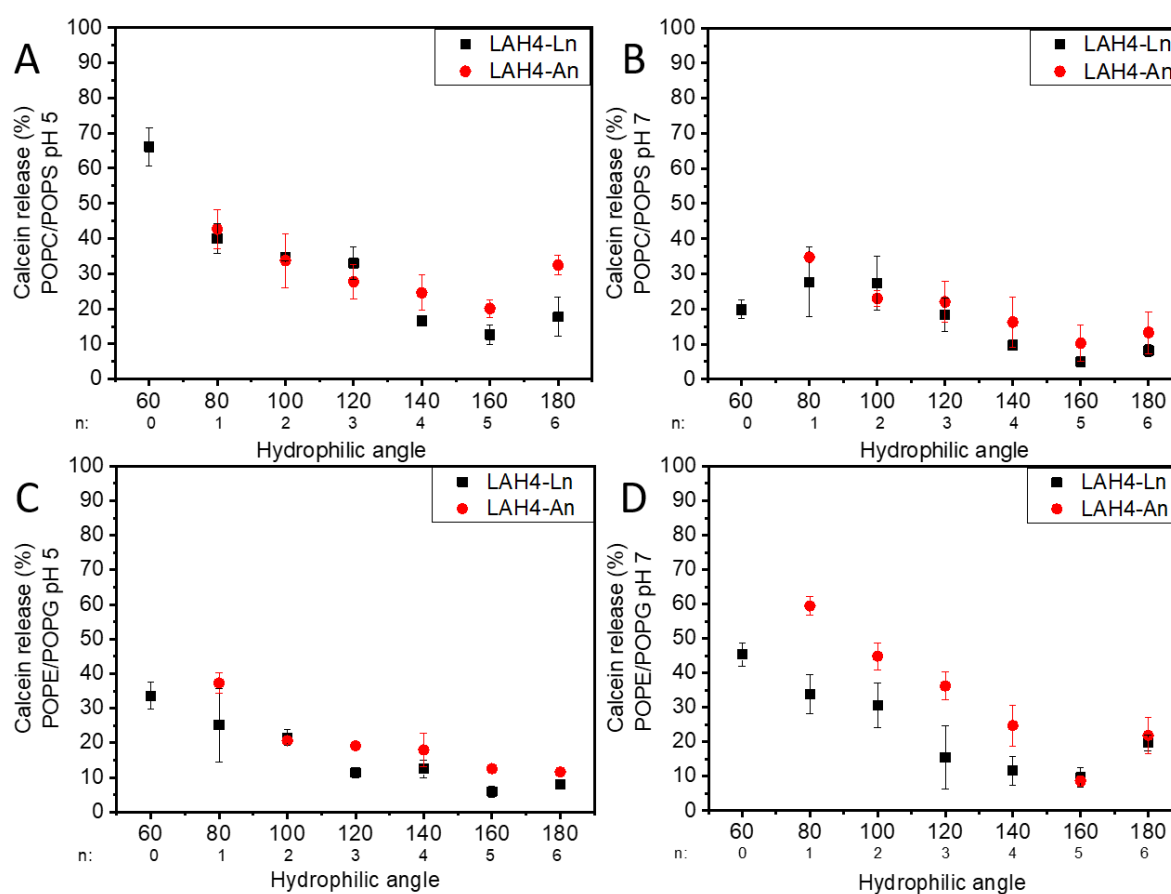 A
Calcein release (%)
POPC/POPS pH 5
100
90
80
70
60
50
40
30
20
10
0
LAH4-Ln
LAH4-An
60 80 100 120 140 160 180
n: 0 1 2 3 4 5 6
Hydrophilic angle
B
Calcein release (%)
POPC/POPS pH 7
100
90
80
70
60
50
40
30
20
10
0
LAH4-Ln
LAH4-An
60 80 100 120 140 160 180
n: 0 1 2 3 4 5 6
Hydrophilic angle
C
Calcein release (%)
POPE/POPG pH 5
100
90
80
70
60
50
40
30
20
10
0
LAH4-Ln
LAH4-An
60 80 100 120 140 160 180
n: 0 1 2 3 4 5 6
Hydrophilic angle
D
Calcein release (%)
POPE/POPG pH 7
100
90
80
70
60
50
40
30
20
10
0
LAH4-Ln
LAH4-An
60 80 100 120 140 160 180
n: 0 1 2 3 4 5 6
Hydrophilic angle